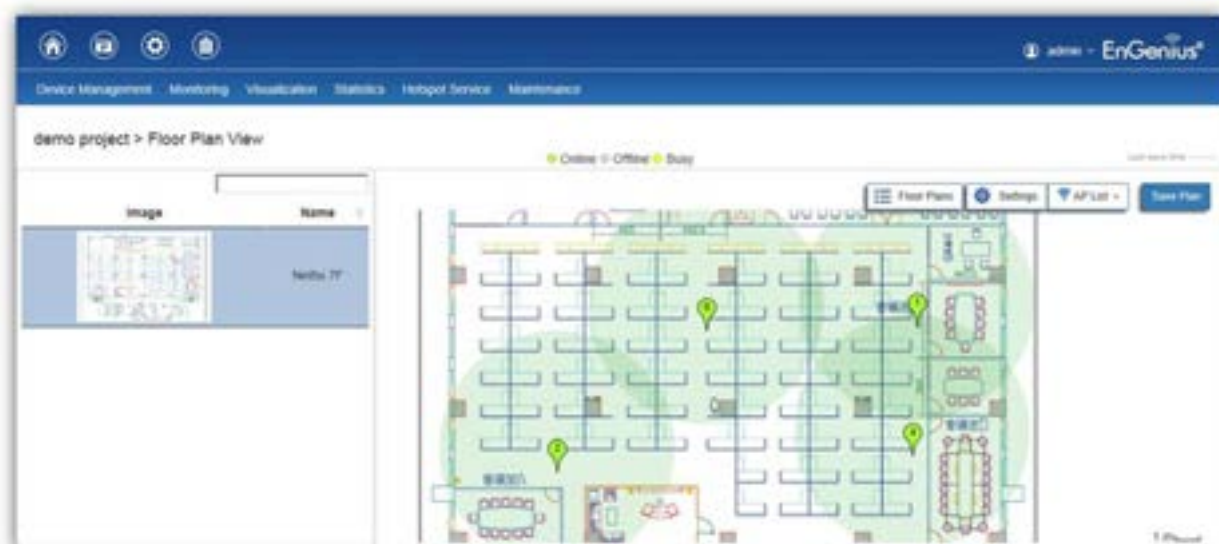 admin
EnGenius®
Device Management Monitoring Visualization Statistics Hotspot Service Maintenance
demo project > Floor Plan View
Online Offline Busy
Floor Plans Settings AP List Save Plan
Image Name
7F